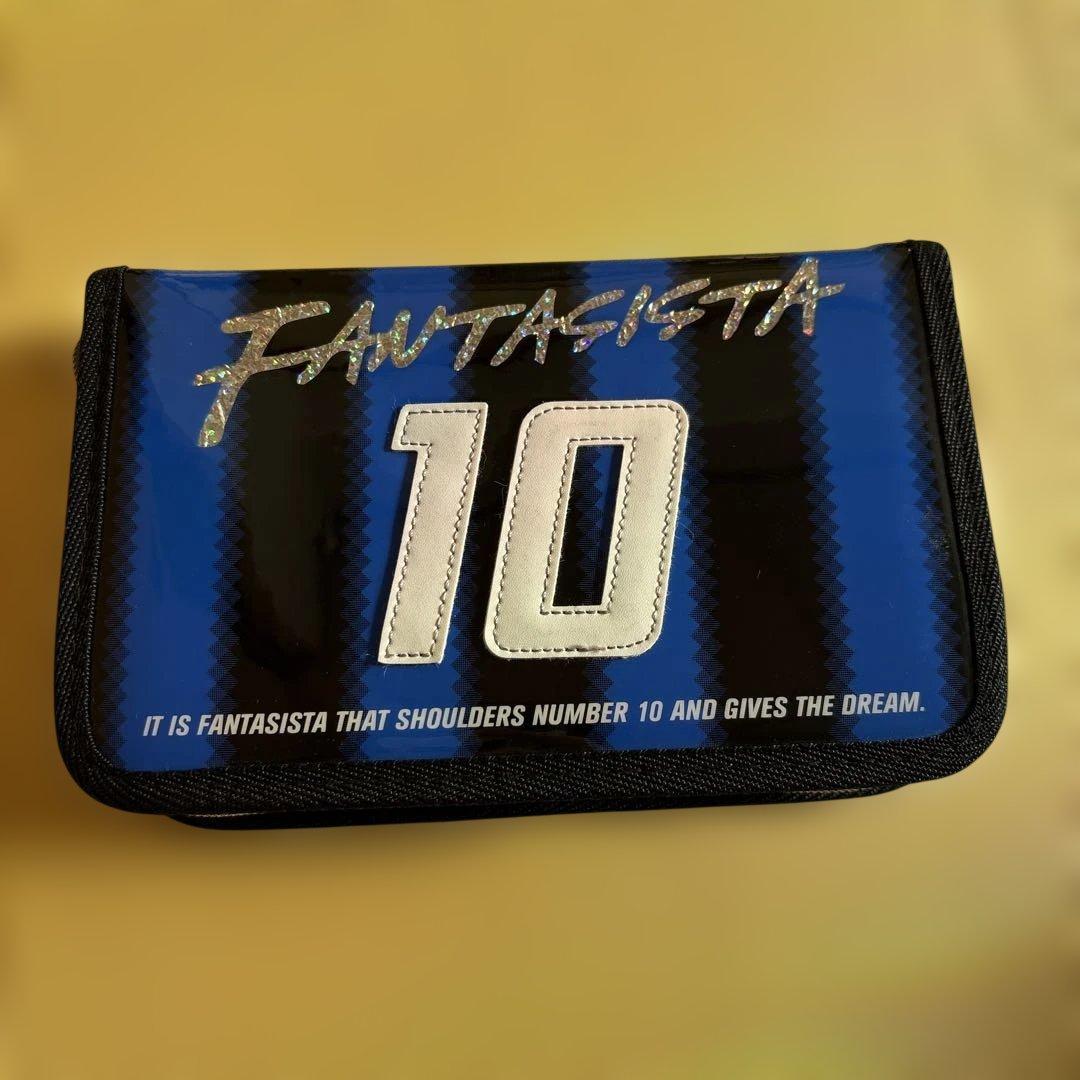 FANTASISTA
10
IT IS FANTASISTA THAT SHOULDERS NUMBER 10 AND GIVES THE DREAM.